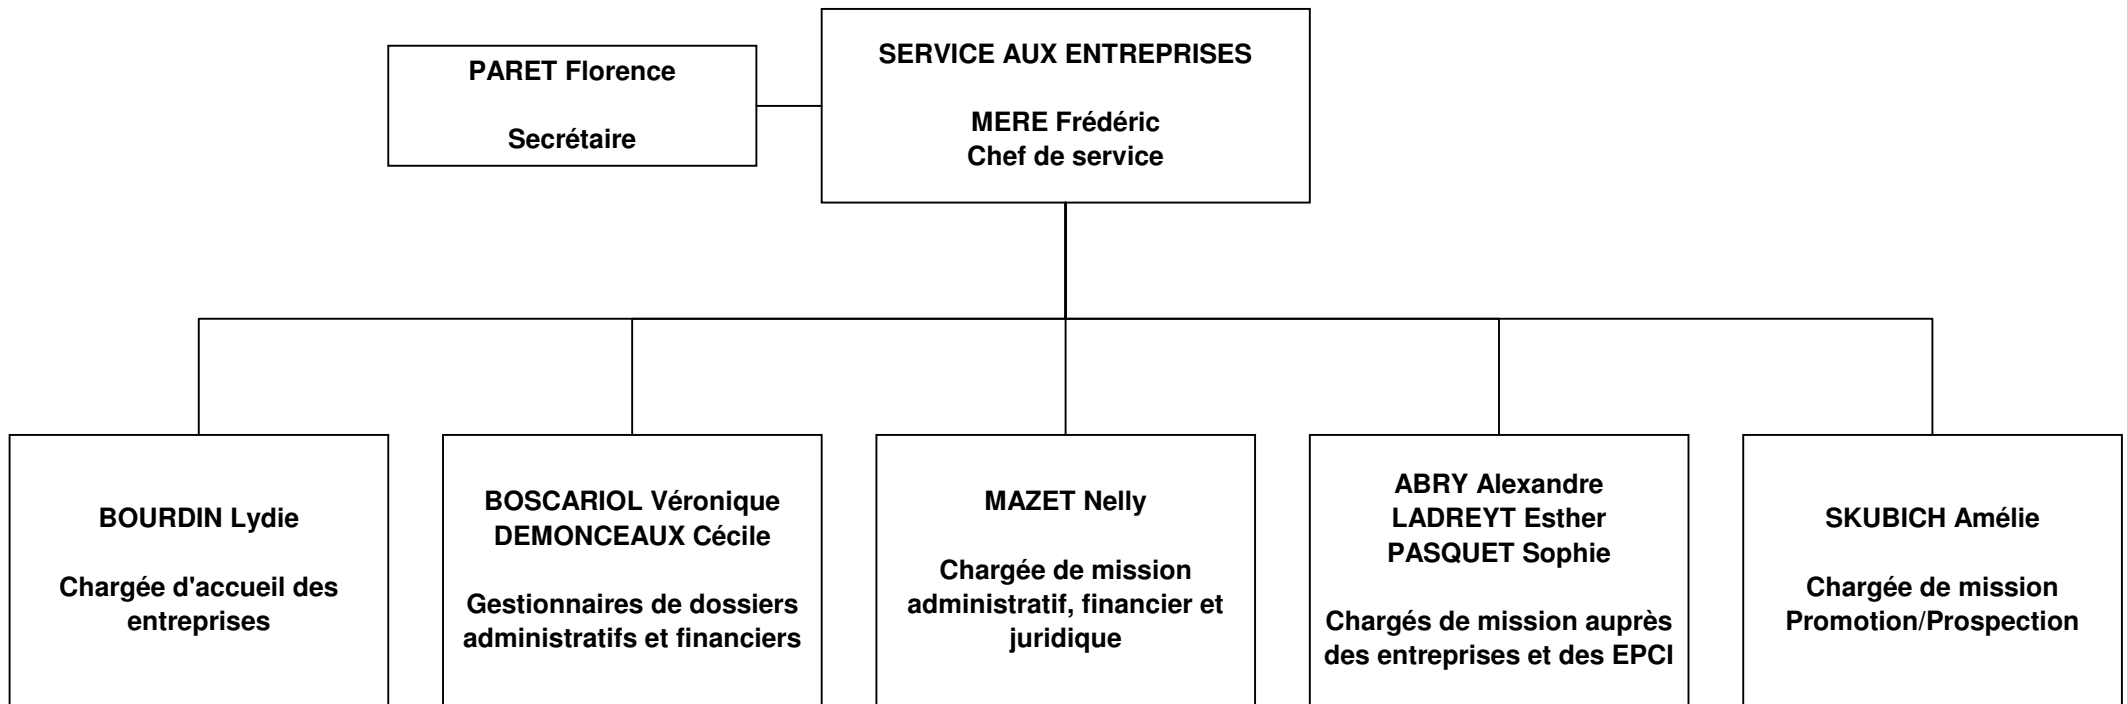 PARET Florence
Secrétaire
SERVICE AUX ENTREPRISES
MERE Frédéric
Chef de service
BOURDIN Lydie
Chargée d'accueil des
entreprises
BOSCARIOL Véronique
DEMONCEAUX Cécile
Gestionnaires de dossiers
administratifs et financiers
MAZET Nelly
Chargée de mission
administratif, financier et
juridique
ABRY Alexandre
LADREYT Esther
PASQUET Sophie
Chargés de mission auprès
des entreprises et des EPCI
SKUBICH Amélie
Chargée de mission
Promotion/Prospection